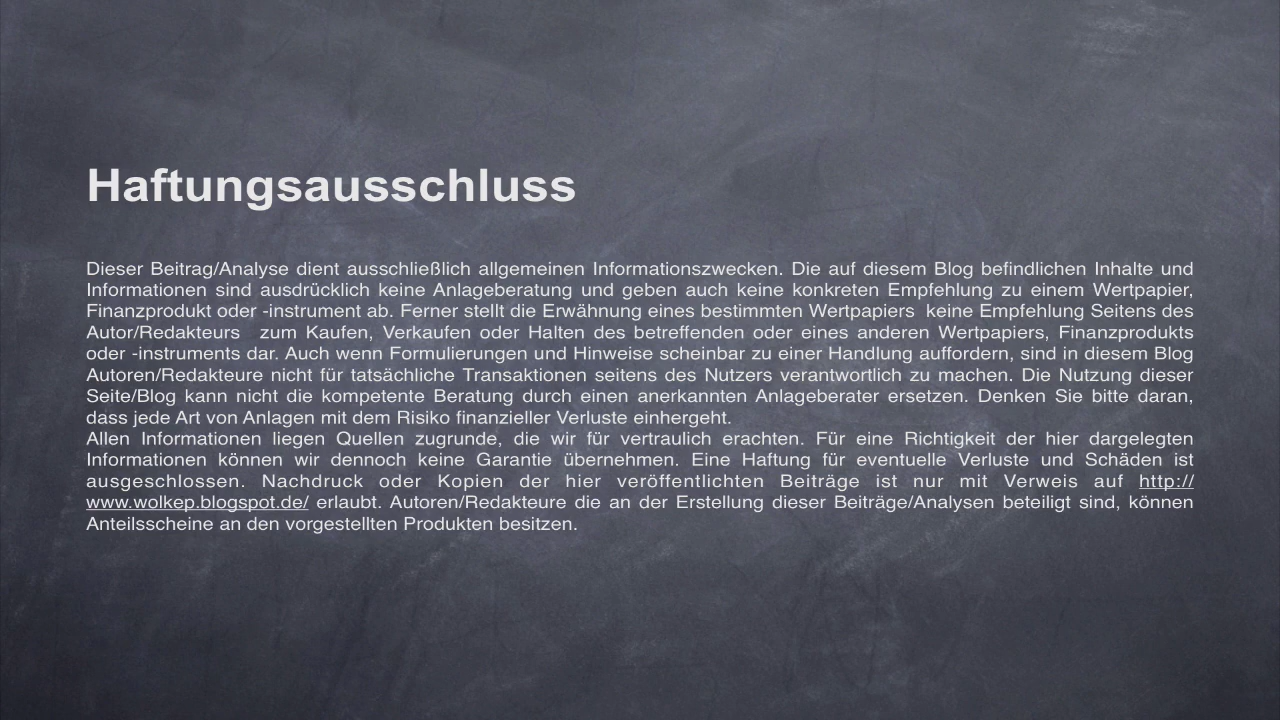 Haftungsausschluss
Dieser Beitrag/Analyse dient ausschließlich allgemeinen Informationszwecken. Die auf diesem Blog befindlichen Inhalte und
Informationen sind ausdrücklich keine Anlageberatung und geben auch keine konkreten Empfehlung zu einem Wertpapier,
Finanzprodukt oder -instrument ab. Ferner stellt die Erwähnung eines bestimmten Wertpapiers keine Empfehlung Seitens des
Autor/Redakteurs zum Kaufen, Verkaufen oder Halten des betreffenden oder eines anderen Wertpapiers, Finanzprodukts
oder -instruments dar. Auch wenn Formulierungen und Hinweise scheinbar zu einer Handlung auffordern, sind in diesem Blog
Autoren/Redakteure nicht für tatsächliche Transaktionen seitens des Nutzers verantwortlich zu machen. Die Nutzung dieser
Seite/Blog kann nicht die kompetente Beratung durch einen anerkannten Anlageberater ersetzen. Denken Sie bitte daran,
dass jede Art von Anlagen mit dem Risiko finanzieller Verluste einhergeht.
Allen Informationen liegen Quellen zugrunde, die wir für vertraulich erachten. Für eine Richtigkeit der hier dargelegten
Informationen können wir dennoch keine Garantie übernehmen. Eine Haftung für eventuelle Verluste und Schäden ist
ausgeschlossen. Nachdruck oder Kopien der hier veröffentlichten Beiträge ist nur mit Verweis auf http://
www.wolkep.blogspot.de/ erlaubt. Autoren/Redakteure die an der Erstellung dieser Beiträge/Analysen beteiligt sind, können
Anteilsscheine an den vorgestellten Produkten besitzen.